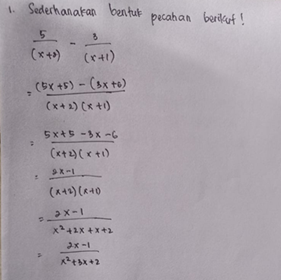 1. Sederhanakan bentuk pecahan berikut!
5/(x+2) - 3/(x+1)
= (5x+5) - (3x+6)/(x+2)(x+1)
= 5x+5-3x-6/(x+2)(x+1)
= 2x-1/(x+2)(x+1)
= 2x-1/x²+2x+x+2
= 2x-1/x²+3x+2